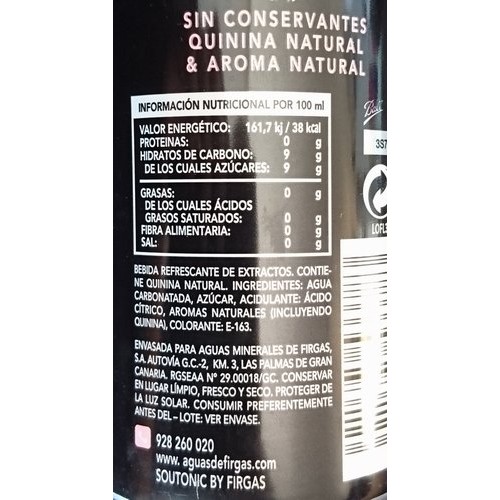 SIN CONSERVANTES
QUININA NATURAL
& AROMA NATURAL
INFORMACIÓN NUTRICIONAL POR 100 ml
VALOR ENERGÉTICO: 161,7 kj / 38 kcal
PROTEINAS: 0 g
HIDRATOS DE CARBONO: 9 g
DE LOS CUALES AZÚCARES: 9 g
GRASAS: 0 g
DE LOS CUALES ÁCIDOS
GRASOS SATURADOS: 0 g
FIBRA ALIMENTARIA: 0 g
SAL: 0 g
BEBIDA REFRESCANTE DE EXTRACTOS. CONTIE-
NE QUININA NATURAL. INGREDIENTES: AGUA
CARBONATADA, AZÚCAR, ACIDULANTE: ÁCIDO
CÍTRICO, AROMAS NATURALES (INCLUYENDO
QUININA), COLORANTE: E-163.
ENVASADA PARA AGUAS MINERALES DE FIRGAS,
S.A. AUTOVÍA G.C.-2, KM. 3, LAS PALMAS DE GRAN
CANARIA. RGSEAA Nº 29.00018/GC. CONSERVAR
EN LUGAR LÍMPIO, FRESCO Y SECO. PROTEGER DE
LA LUZ SOLAR. CONSUMIR PREFERENTEMENTE
ANTES DEL – LOTE: VER ENVASE.
928 260 020
www.aguasdefirgas.com
SOUTONIC BY FIRGAS